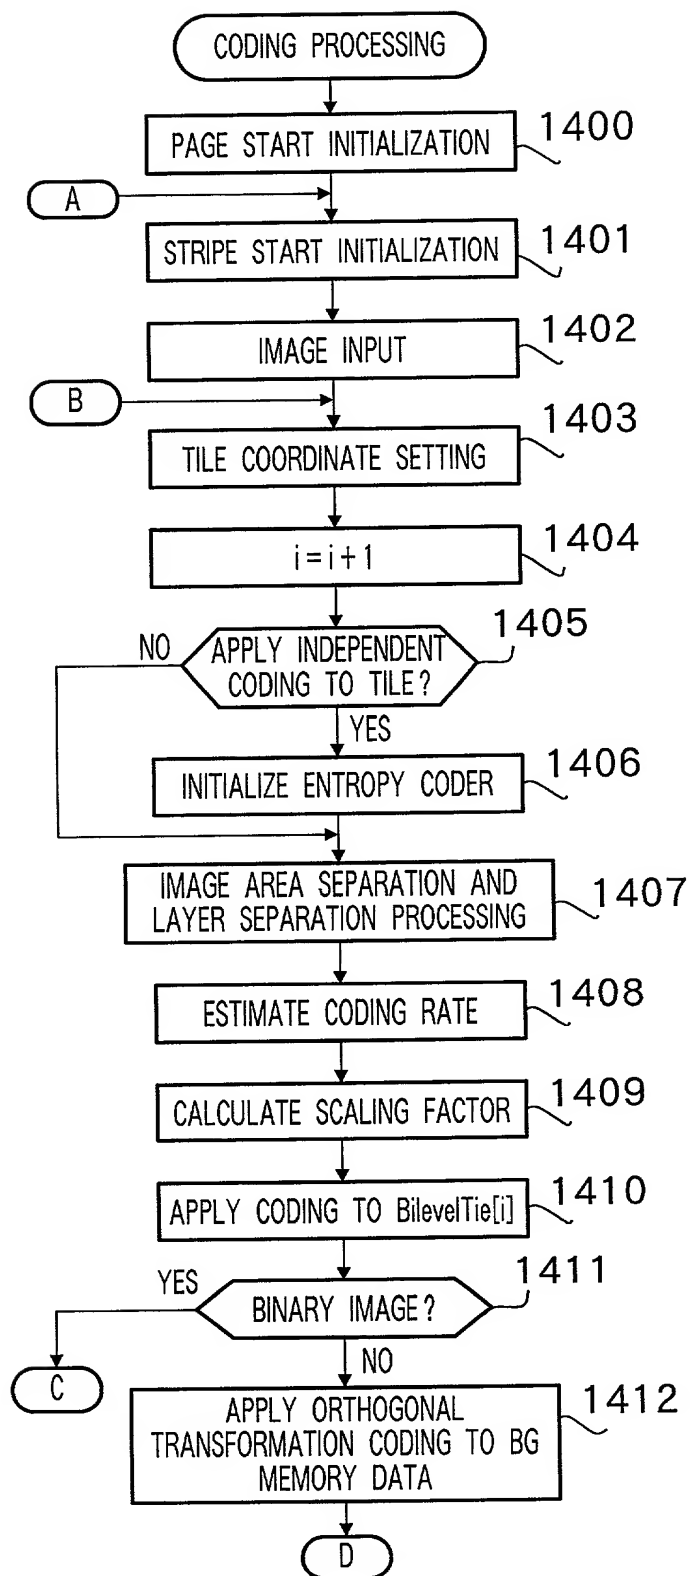 CODING PROCESSING
PAGE START INITIALIZATION
1400
A
STRIPE START INITIALIZATION
1401
IMAGE INPUT
1402
B
TILE COORDINATE SETTING
1403
i=i+1
1404
NO
APPLY INDEPENDENT
CODING TO TILE?
1405
YES
INITIALIZE ENTROPY CODER
1406
IMAGE AREA SEPARATION AND
LAYER SEPARATION PROCESSING
1407
ESTIMATE CODING RATE
1408
CALCULATE SCALING FACTOR
1409
APPLY CODING TO BilevelTie[i]
1410
YES
BINARY IMAGE?
1411
C
NO
APPLY ORTHOGONAL
TRANSFORMATION CODING TO BG
MEMORY DATA
1412
D